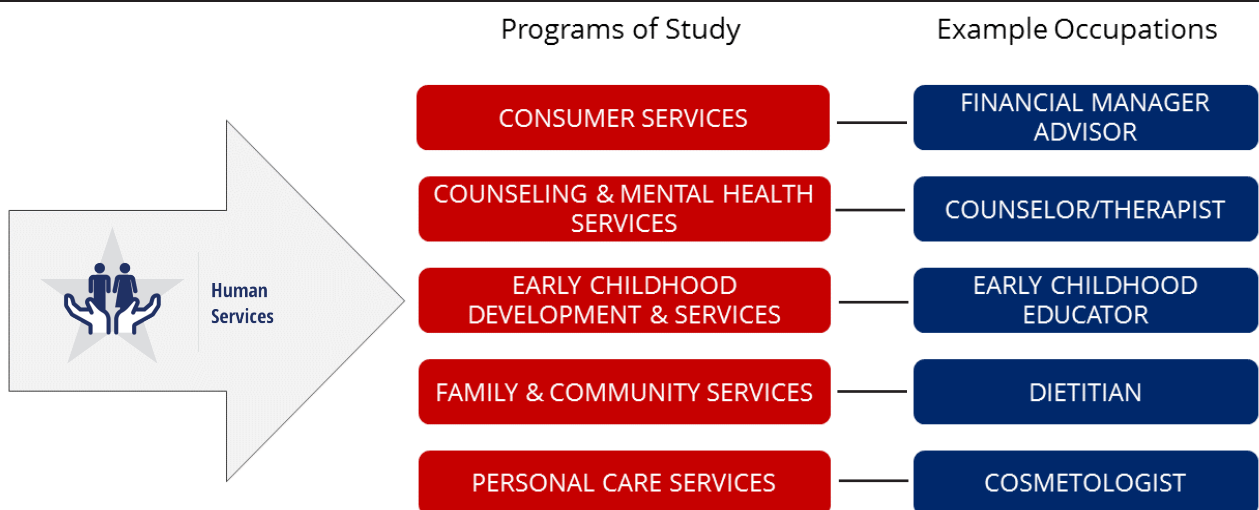 Programs of Study
Example Occupations
CONSUMER SERVICES
FINANCIAL MANAGER
ADVISOR
COUNSELING & MENTAL HEALTH
SERVICES
COUNSELOR/THERAPIST
Human
Services
EARLY CHILDHOOD
DEVELOPMENT & SERVICES
EARLY CHILDHOOD
EDUCATOR
FAMILY & COMMUNITY SERVICES
DIETITIAN
PERSONAL CARE SERVICES
COSMETOLOGIST